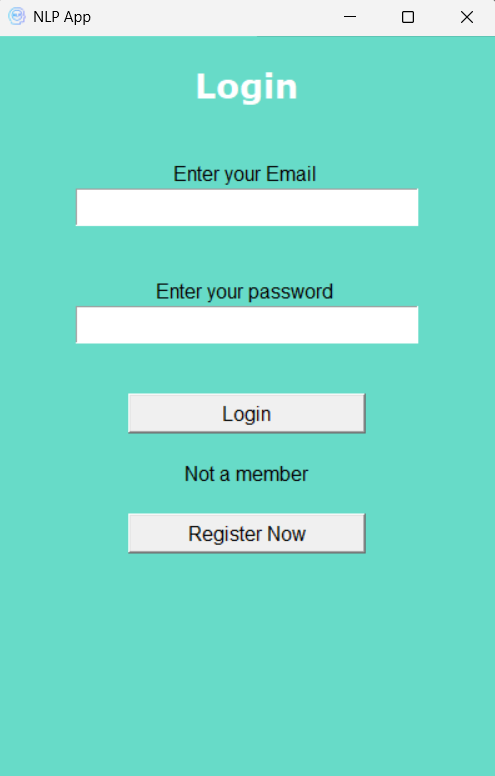 NLP App
Login
Enter your Email
Enter your password
Login
Not a member
Register Now